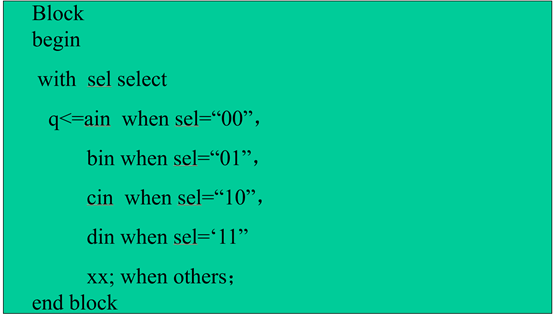 Block
begin
with sel select
q<=ain when sel=“00”，
bin when sel=“01”，
cin when sel=“10”，
din when sel=‘11”
xx; when others；
end block